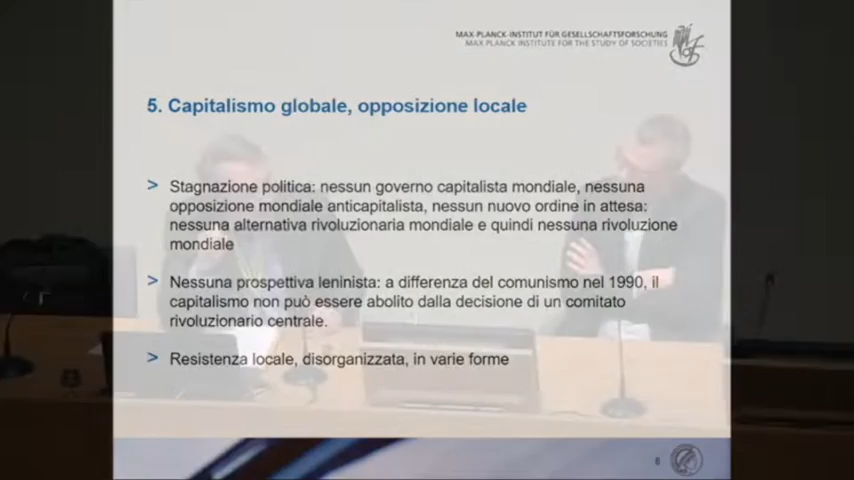 MAX-PLANCK-INSTITUT FÜR GESELLSCHAFTSFORSCHUNG
MAX PLANCK INSTITUTE FOR THE STUDY OF SOCIETIES
5. Capitalismo globale, opposizione locale
> Stagnazione politica: nessun governo capitalista mondiale, nessuna
opposizione mondiale anticapitalista, nessun nuovo ordine in attesa:
nessuna alternativa rivoluzionaria mondiale e quindi nessuna rivoluzione
mondiale
> Nessuna prospettiva leninista: a differenza del comunismo nel 1990, il
capitalismo non può essere abolito dalla decisione di un comitato
rivoluzionario centrale.
> Resistenza locale, disorganizzata, in varie forme
6